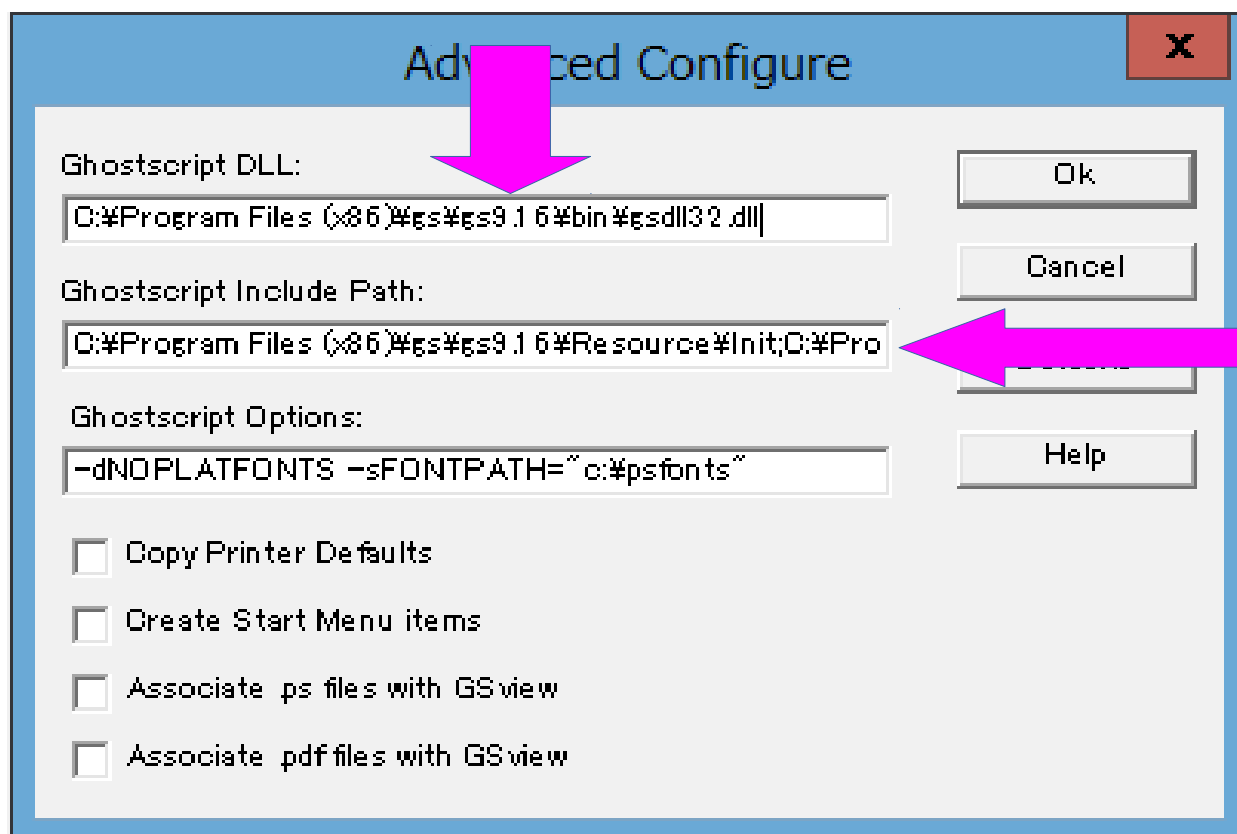 Configure
x
Ghostscript DLL:
C:¥Program Files (x86)¥gs¥gs9.16¥bin¥gsdll32.dll
Ok
Cancel
Ghostscript Include Path:
C:¥Program Files (x86)¥gs¥gs9.16¥Resource¥Init;C:¥Pro
Ghostscript Options:
-dNOPLATFONTS -sFONTPATH="c:¥psfonts"
Help
Copy Printer Defaults
Create Start Menu items
Associate .ps files with GSview
Associate .pdf files with GSview